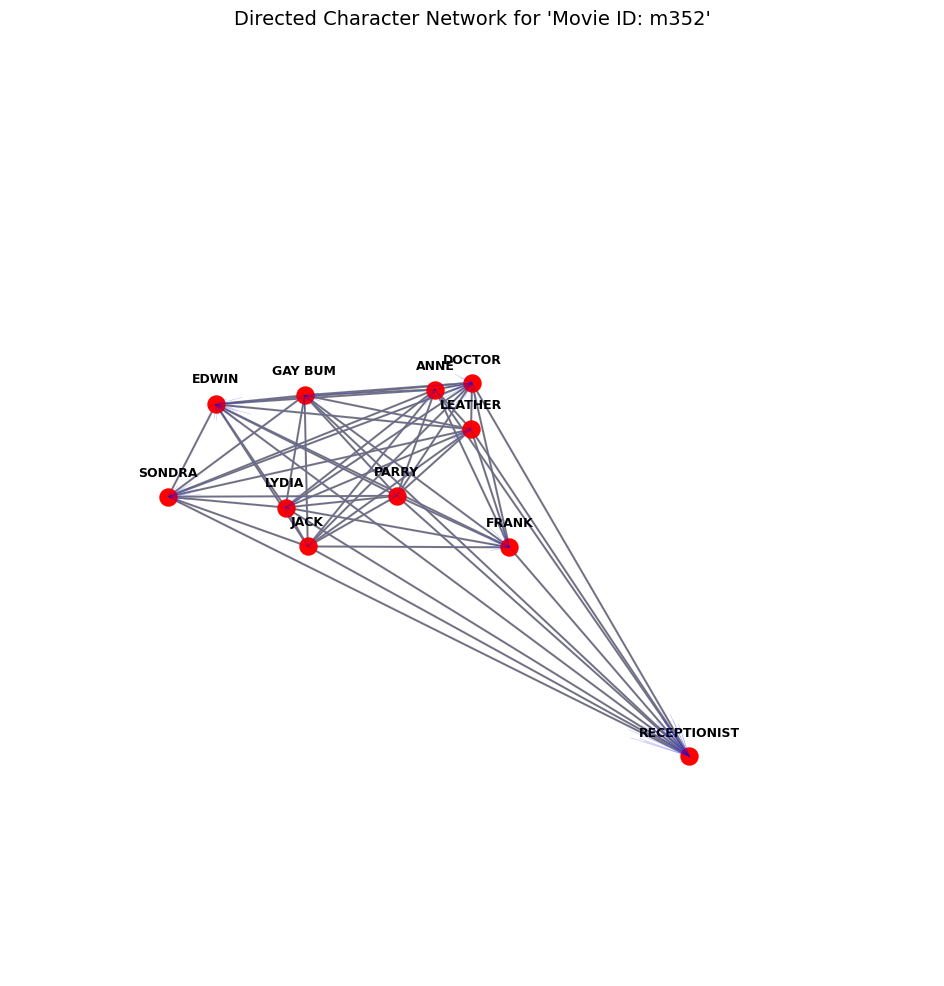 Directed Character Network for 'Movie ID: m352'
DOCTOR
ANNE
GAY BUM
EDWIN
LEATHER
SONDRA
PARRY
LYDIA
JACK
FRANK
RECEPTIONIST